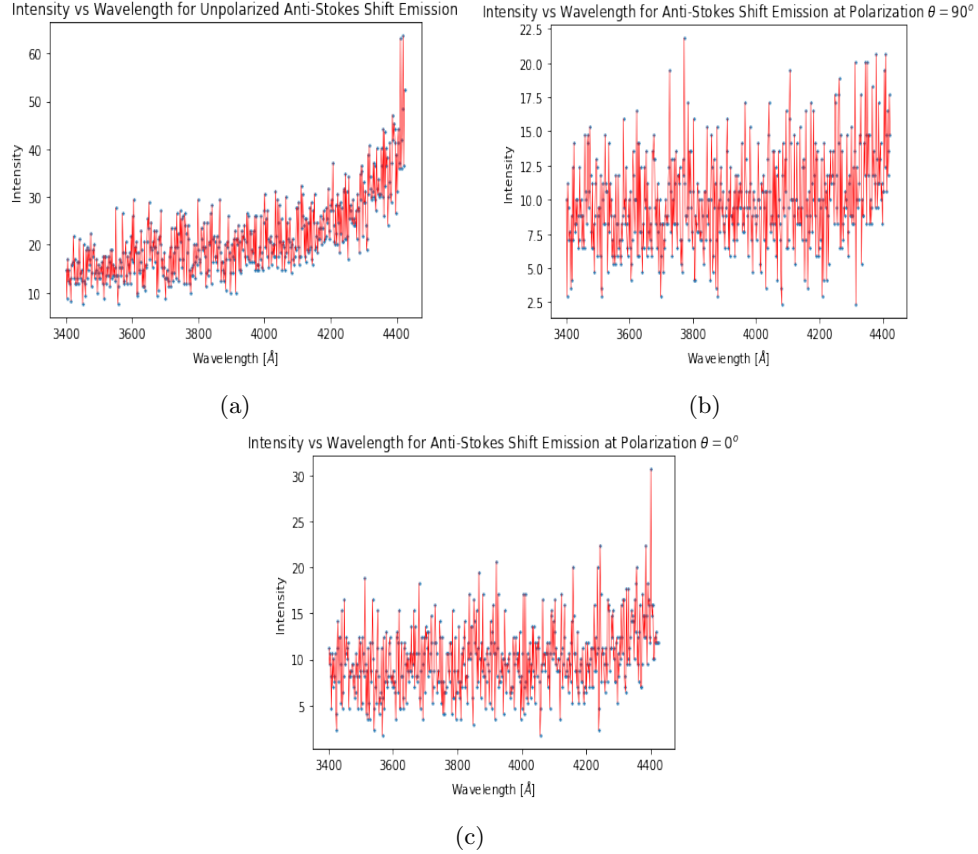 Intensity vs Wavelength for Unpolarized Anti-Stokes Shift Emission
60
50
40
30
20
10
Intensity
3400 3600 3800 4000 4200 4400
Wavelength [Å]
(a)
Intensity vs Wavelength for Anti-Stokes Shift Emission at Polarization θ = 90°
22.5
20.0
17.5
15.0
12.5
10.0
7.5
5.0
2.5
Intensity
3400 3600 3800 4000 4200 4400
Wavelength [Å]
(b)
Intensity vs Wavelength for Anti-Stokes Shift Emission at Polarization θ = 0°
30
25
20
15
10
5
Intensity
3400 3600 3800 4000 4200 4400
Wavelength [Å]
(c)